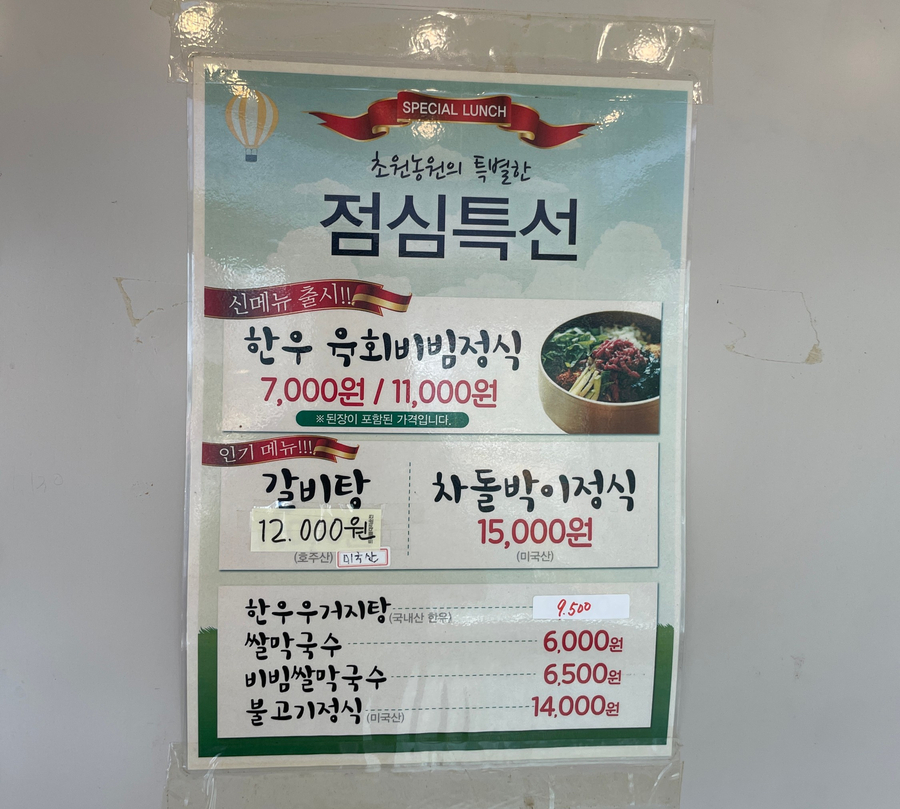 SPECIAL LUNCH
초원농원의 특별한
점심특선
신메뉴 출시!!
한우 육회비빔정식
7,000원 / 11,000원
※ 된장이 포함된 가격입니다.
인기 메뉴!!!
갈비탕
12.000원
(호주산) 미국산
차돌박이정식
15,000원
(미국산)
한우우거지탕(국내산 한우) 9.500
쌀막국수 6,000원
비빔쌀막국수 6,500원
불고기정식(미국산) 14,000원